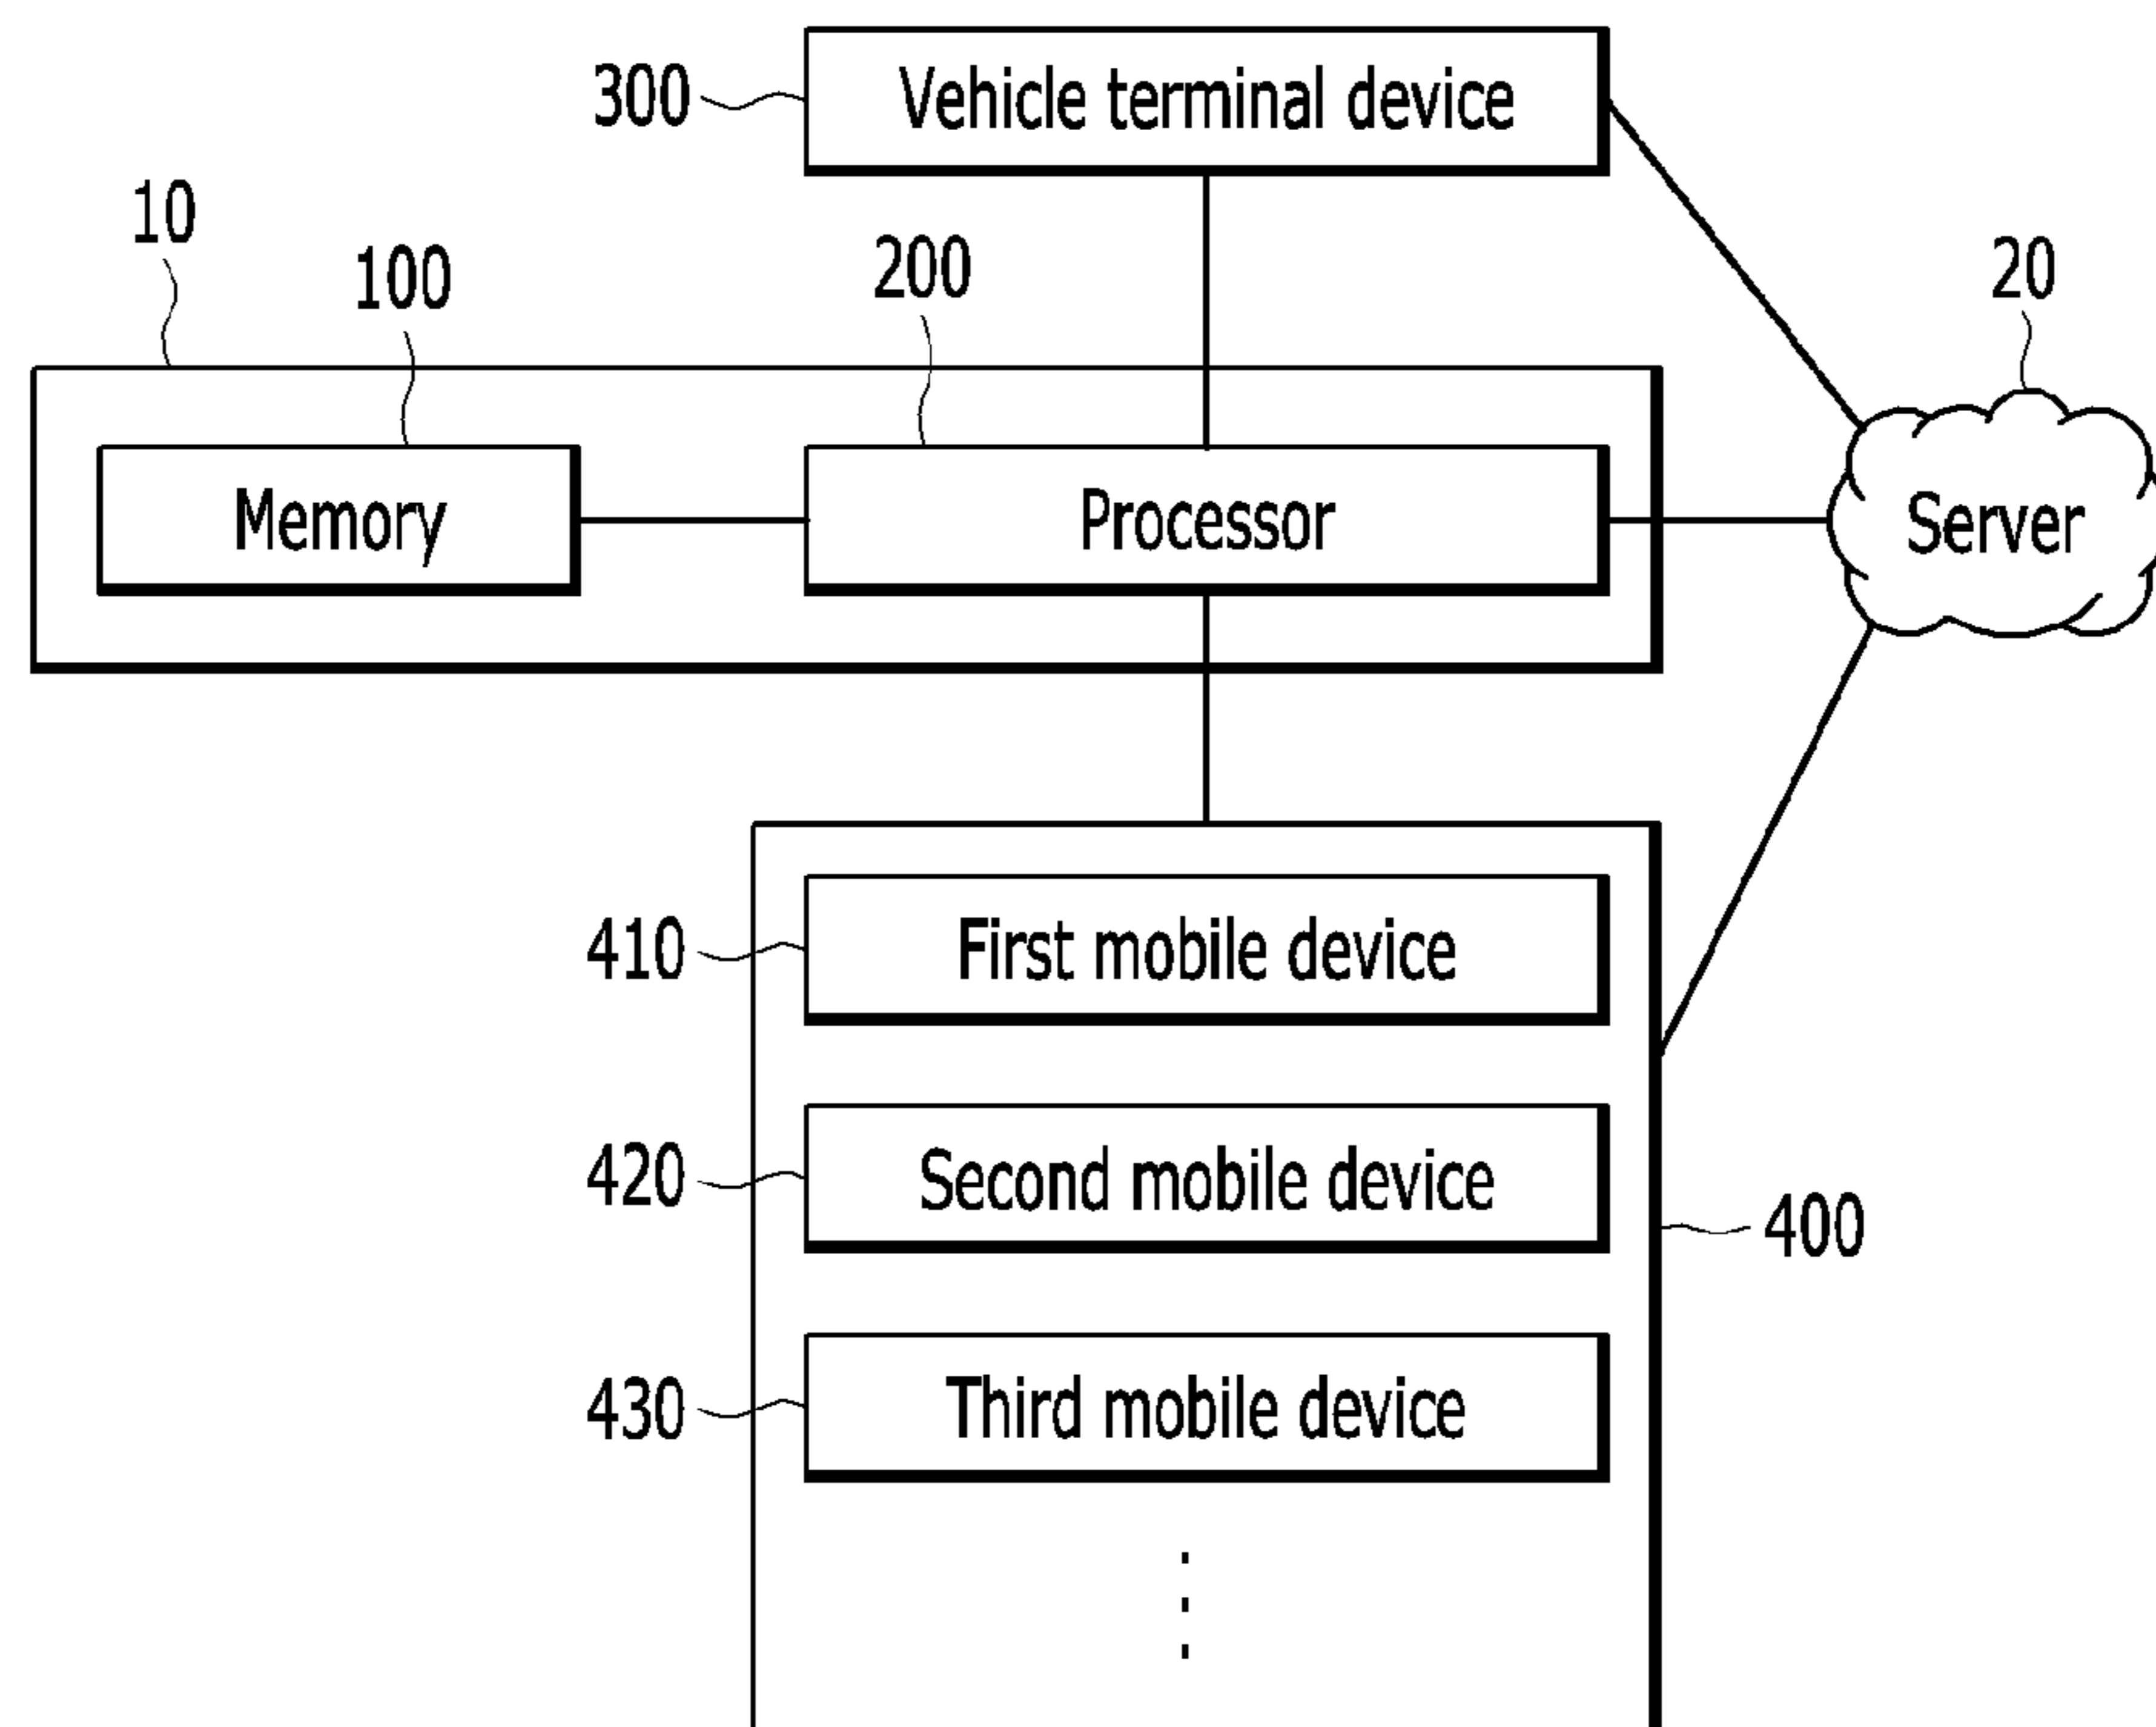 300
Vehicle terminal device
10
100
200
20
Memory
Processor
Server
410
First mobile device
420
Second mobile device
400
430
Third mobile device